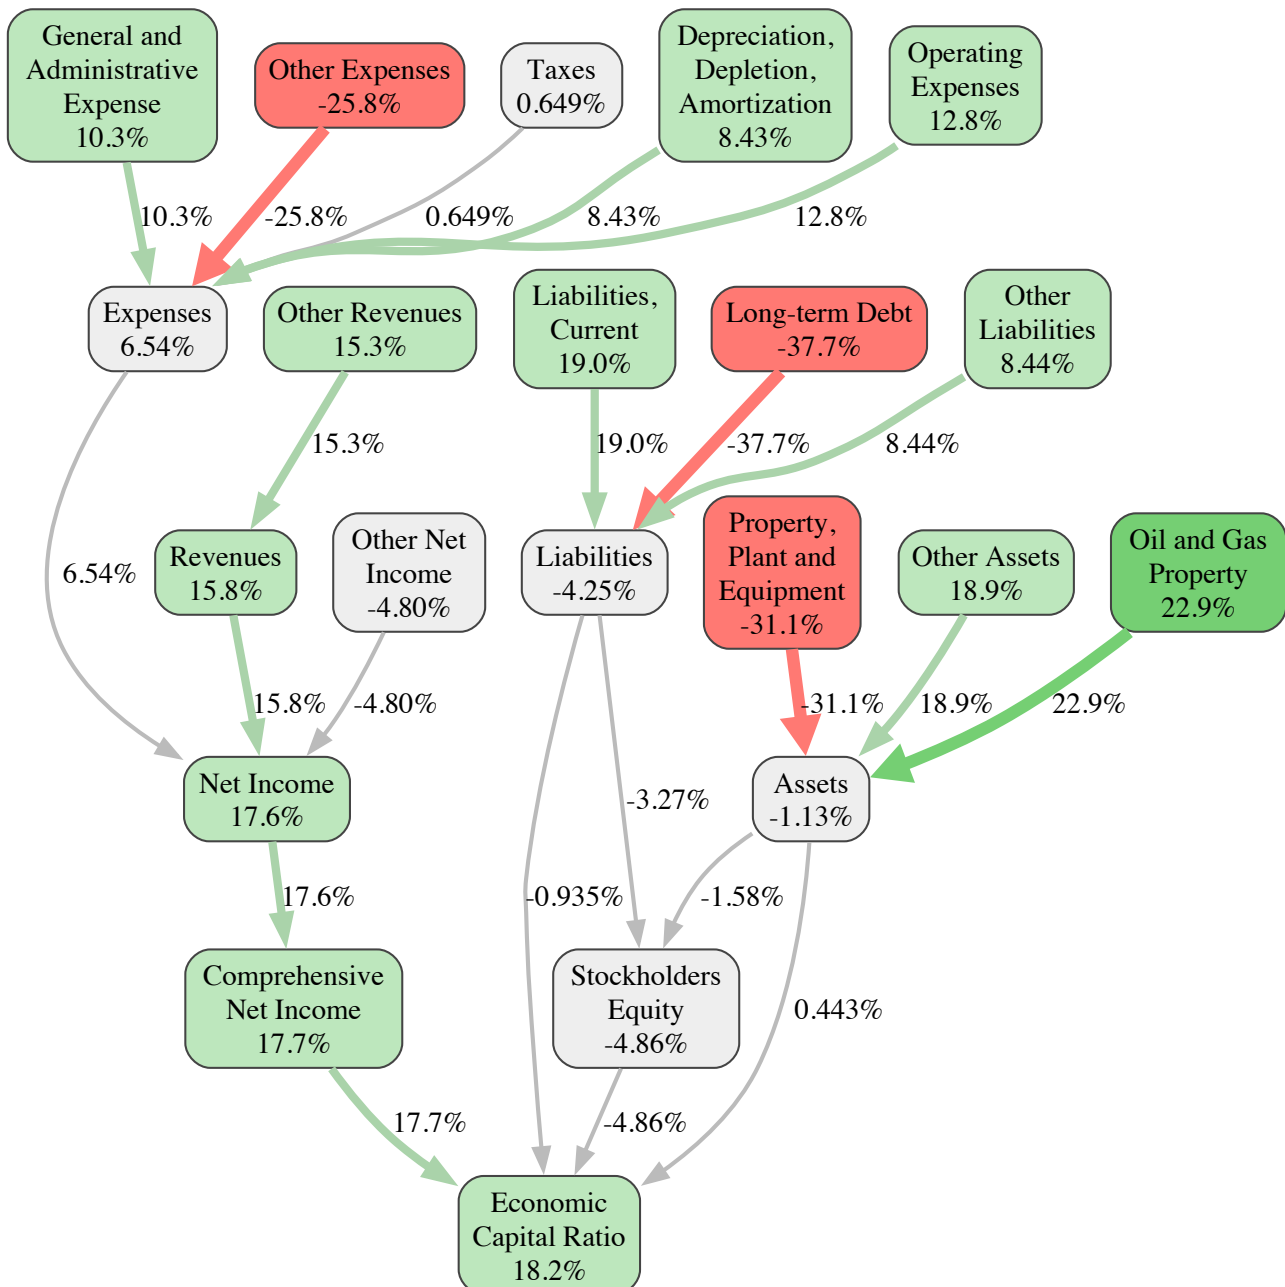 General and
Administrative
Expense
10.3%
Other Expenses
-25.8%
Taxes
0.649%
Depreciation,
Depletion,
Amortization
8.43%
Operating
Expenses
12.8%
10.3%
-25.8%
0.649%
8.43%
12.8%
Expenses
6.54%
Other Revenues
15.3%
Liabilities,
Current
19.0%
Long-term Debt
-37.7%
Other
Liabilities
8.44%
15.3%
19.0%
-37.7%
8.44%
6.54%
Revenues
15.8%
Other Net
Income
-4.80%
Liabilities
-4.25%
Property,
Plant and
Equipment
-31.1%
Other Assets
18.9%
Oil and Gas
Property
22.9%
15.8%
-4.80%
-3.27%
-31.1%
18.9%
22.9%
Net Income
17.6%
Assets
-1.13%
17.6%
-0.935%
-1.58%
0.443%
Comprehensive
Net Income
17.7%
Stockholders
Equity
-4.86%
17.7%
-4.86%
Economic
Capital Ratio
18.2%